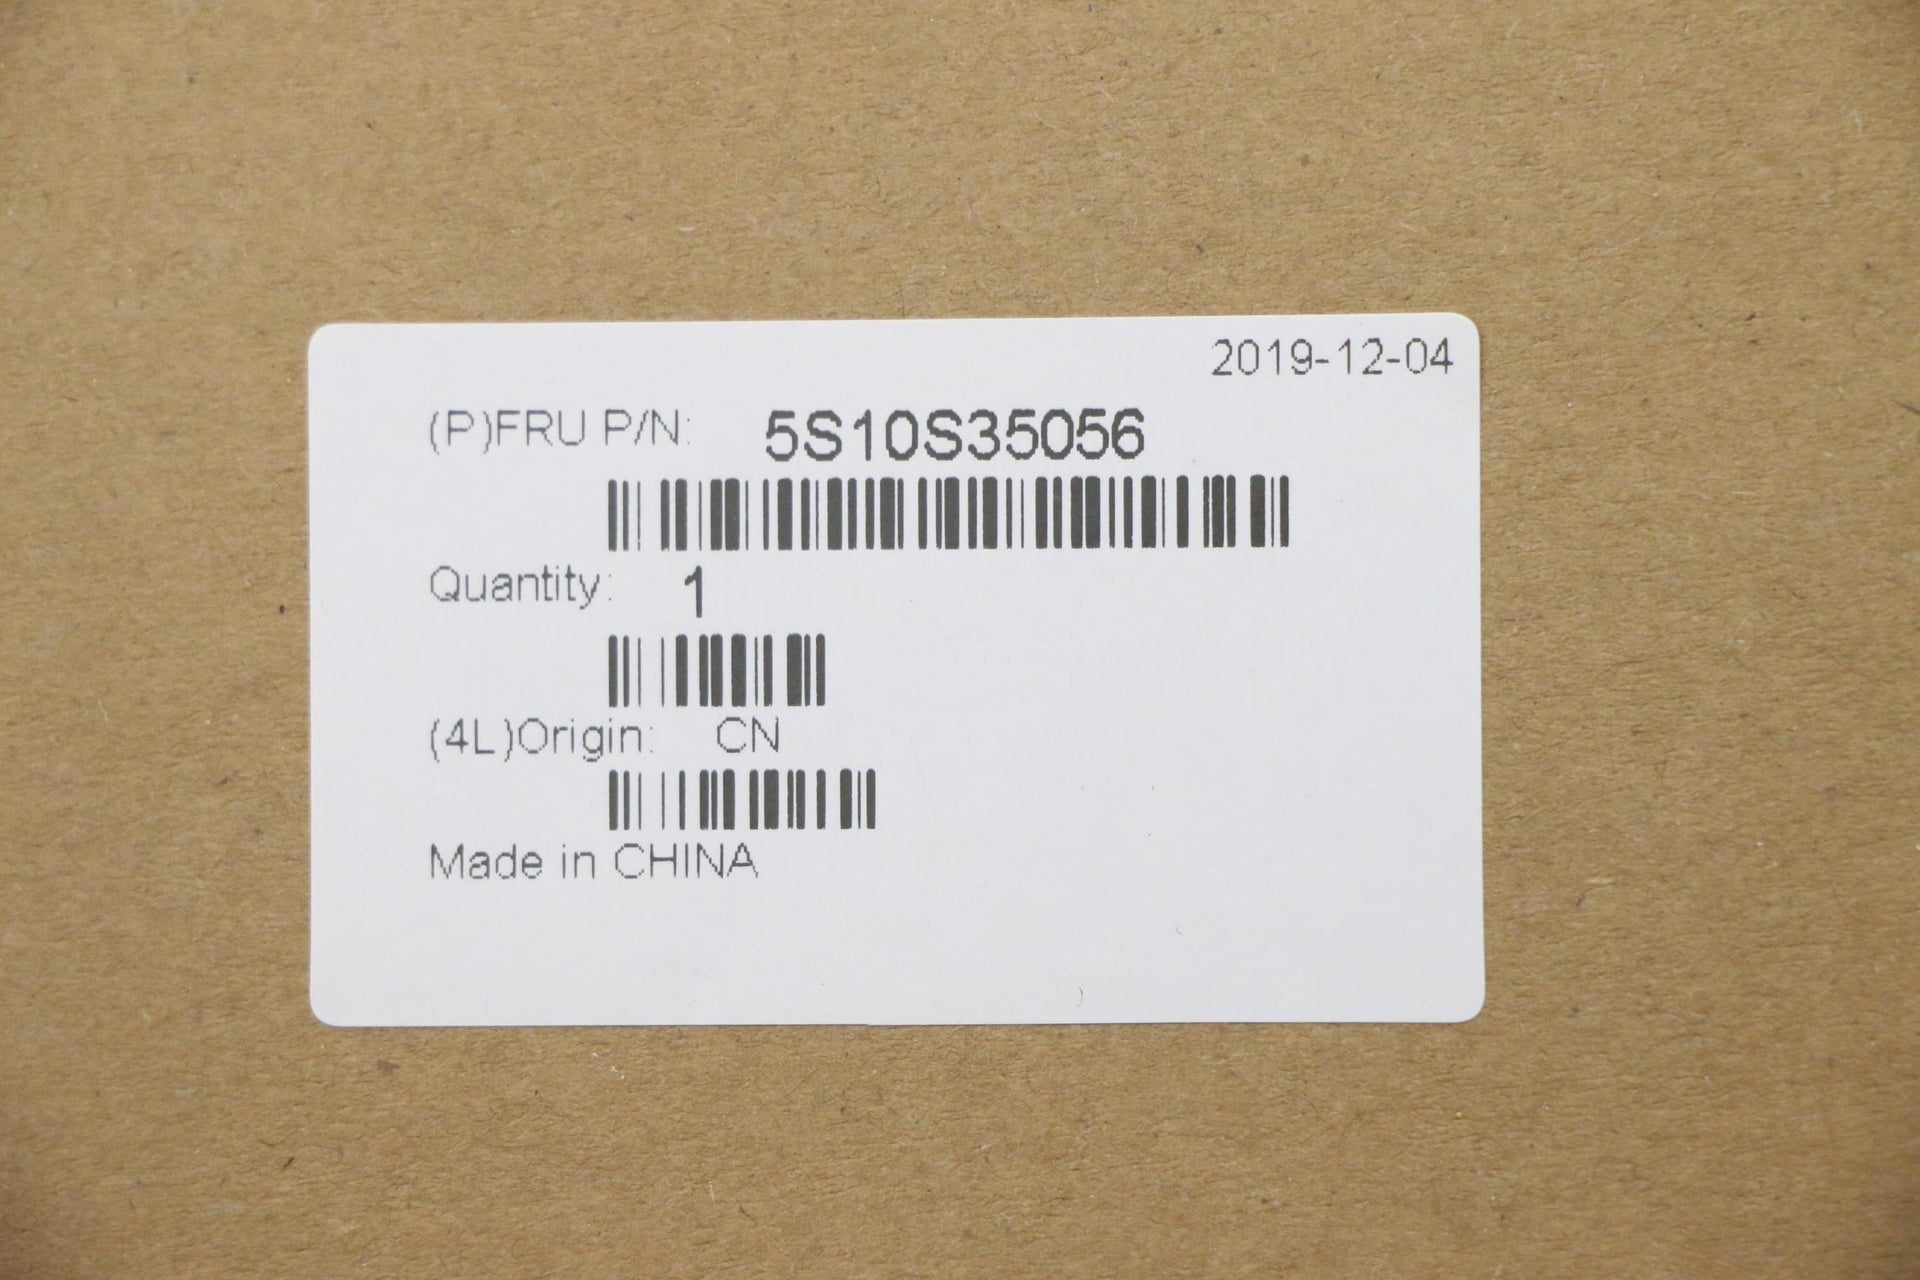 2019-12-04
(P)FRU P/N: 5S10S35056
Quantity: 1
(4L)Origin: CN
Made in CHINA